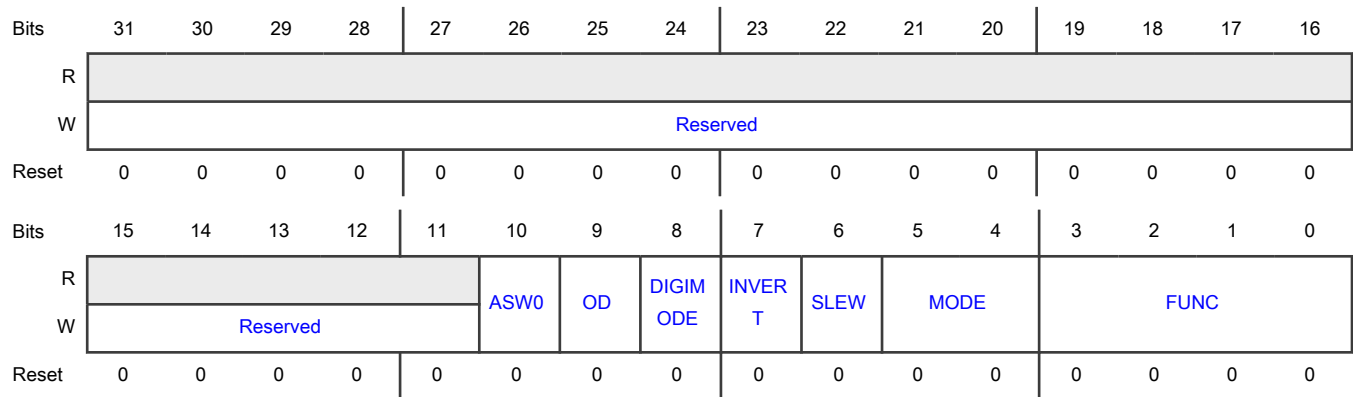 Bits 31 30 29 28 27 26 25 24 23 22 21 20 19 18 17 16
R
W Reserved
Reset 0 0 0 0 0 0 0 0 0 0 0 0 0 0 0 0
Bits 15 14 13 12 11 10 9 8 7 6 5 4 3 2 1 0
R
ASW0 OD DIGIM
ODE INVER
T SLEW MODE FUNC
W Reserved
Reset 0 0 0 0 0 0 0 0 0 0 0 0 0 0 0 0